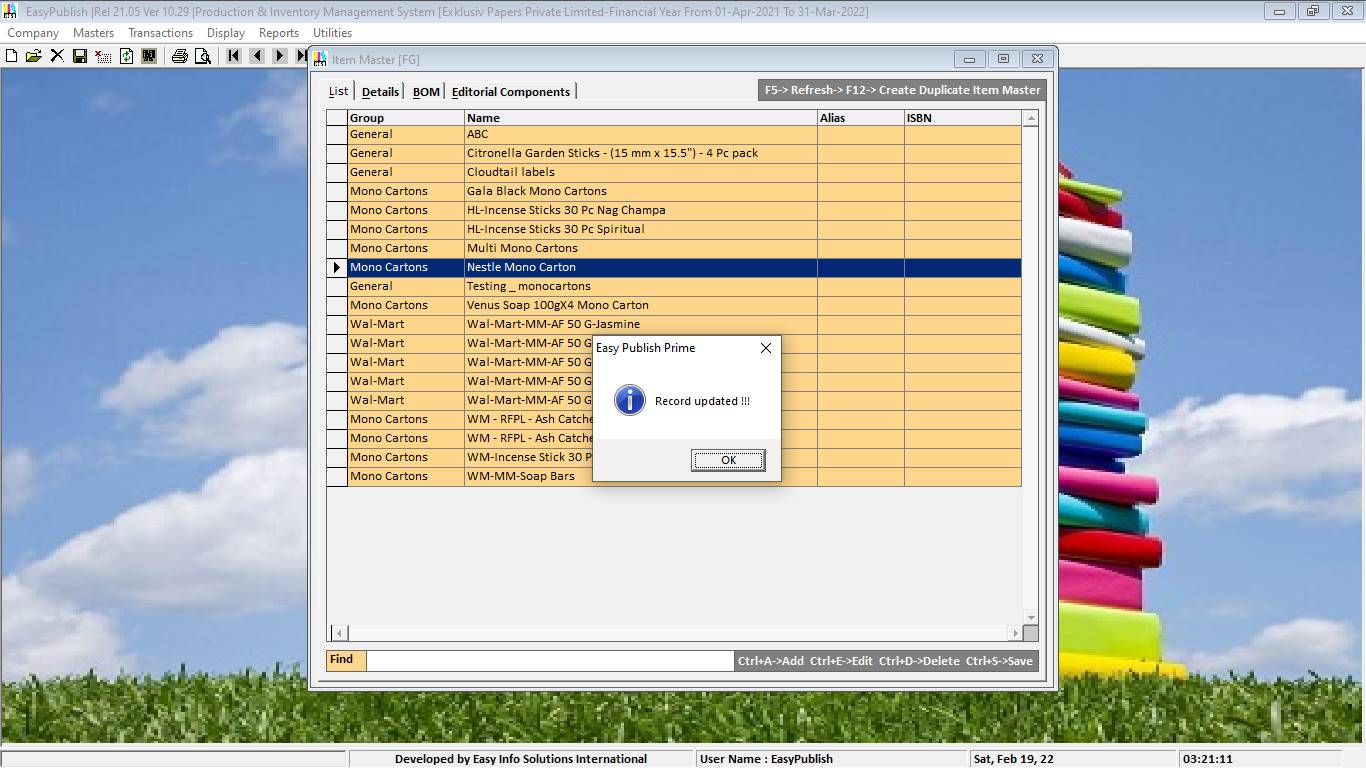 EasyPublish |Rel 21.05 Ver 10.29 |Production & Inventory Management System [Exklusiv Papers Private Limited-Financial Year From 01-Apr-2021 To 31-Mar-2022]
Company Masters Transactions Display Reports Utilities
Item Master [FG]
List Details BOM Editorial Components F5-> Refresh-> F12-> Create Duplicate Item Master
Group Name Alias ISBN
General ABC
General Citronella Garden Sticks - (15 mm x 15.5") - 4 Pc pack
General Cloudtail labels
Mono Cartons Gala Black Mono Cartons
Mono Cartons HL-Incense Sticks 30 Pc Nag Champa
Mono Cartons HL-Incense Sticks 30 Pc Spiritual
Mono Cartons Multi Mono Cartons
Mono Cartons Nestle Mono Carton
General Testing _ monocartons
Mono Cartons Venus Soap 100gX4 Mono Carton
Wal-Mart Wal-Mart-MM-AF 50 G-Jasmine
Wal-Mart Wal-Mart-MM-AF 50 G
Wal-Mart Wal-Mart-MM-AF 50 G
Wal-Mart Wal-Mart-MM-AF 50 G
Wal-Mart Wal-Mart-MM-AF 50 G
Mono Cartons WM - RFPL - Ash Catche
Mono Cartons WM - RFPL - Ash Catche
Mono Cartons WM-Incense Stick 30 P
Mono Cartons WM-MM-Soap Bars
Easy Publish Prime
Record updated !!!
OK
Find Ctrl+A->Add Ctrl+E->Edit Ctrl+D->Delete Ctrl+S->Save
Developed by Easy Info Solutions International User Name : EasyPublish Sat, Feb 19, 22 03:21:11